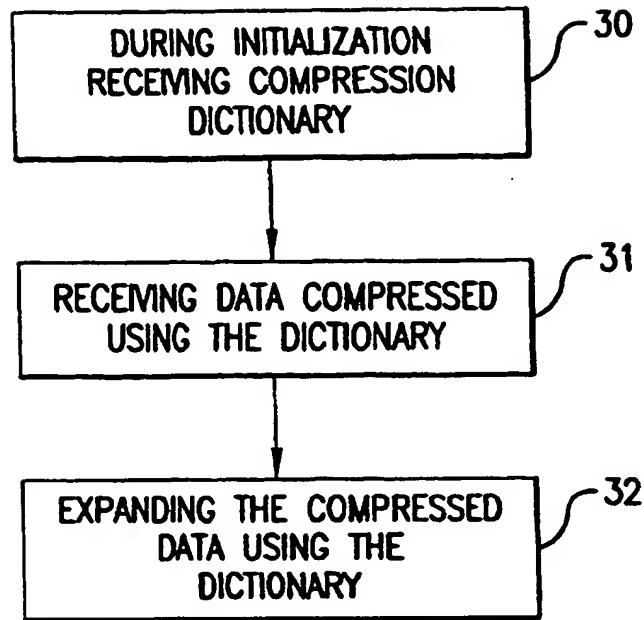 DURING INITIALIZATION
RECEIVING COMPRESSION
DICTIONARY
30
RECEIVING DATA COMPRESSED
USING THE DICTIONARY
31
EXPANDING THE COMPRESSED
DATA USING THE
DICTIONARY
32